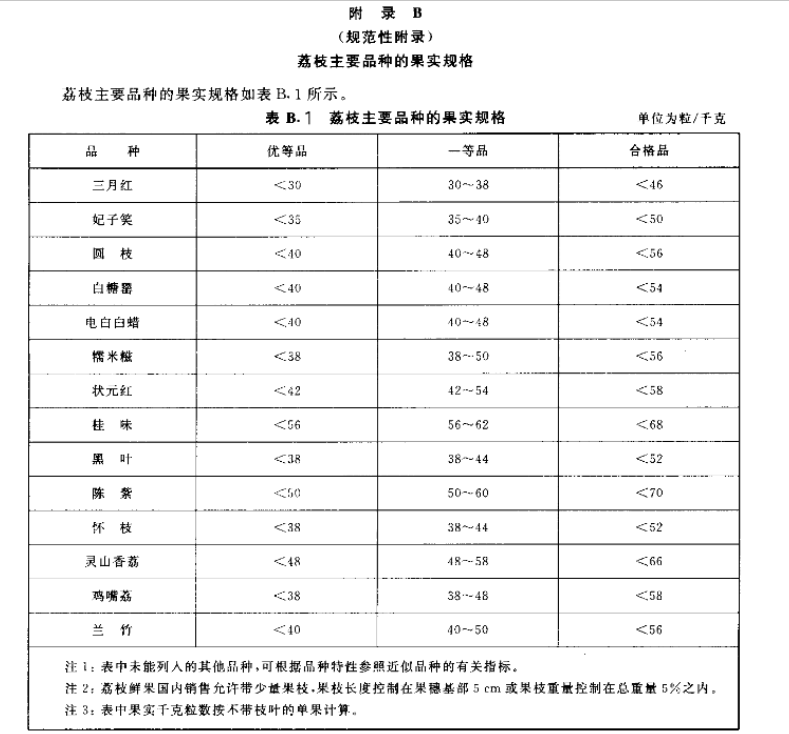 附 录 B
（规范性附录）
荔枝主要品种的果实规格
荔枝主要品种的果实规格如表 B.1 所示。
表 B.1 荔枝主要品种的果实规格 单位为粒/千克
品 种 优等品 一等品 合格品
三月红 <30 30～38 <46
妃子笑 <35 35～40 <50
圆 枝 <40 40～48 <56
白糖罂 <40 40～48 <54
电白白蜡 <40 40～48 <54
糯米糍 <38 38～50 <56
状元红 <42 42～54 <58
桂 味 <56 56～62 <68
黑 叶 <38 38～44 <52
陈 紫 <50 50～60 <70
怀 枝 <38 38～44 <52
灵山香荔 <48 48～58 <66
鸡嘴荔 <38 38～48 <58
兰 竹 <40 40～50 <56
注 1：表中未能列入的其他品种，可根据品种特性参照近似品种的有关指标。
注 2：荔枝鲜果国内销售允许带少量果枝，果枝长度控制在果穗基部 5 cm 或果枝重量控制在总重量 5%之内。
注 3：表中果实千克粒数按不带枝叶的单果计算。